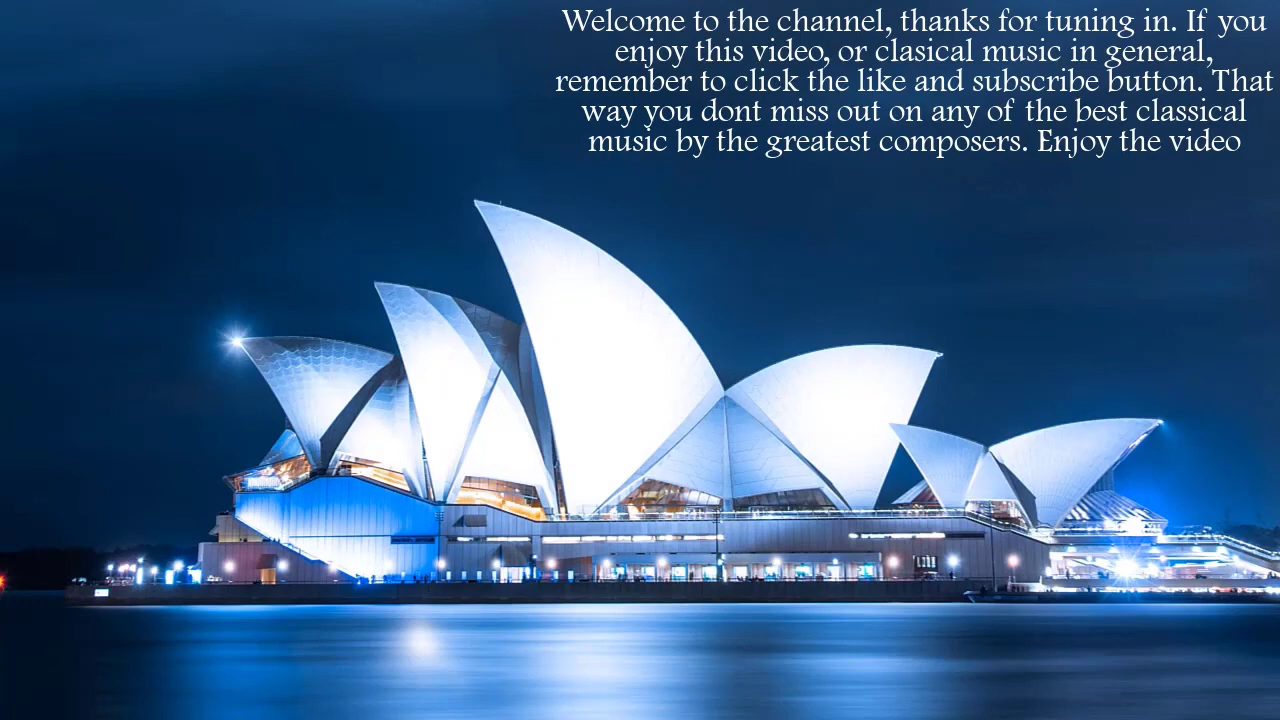 Welcome to the channel, thanks for tuning in. If you
enjoy this video, or clasical music in general,
remember to click the like and subscribe button. That
way you dont miss out on any of the best classical
music by the greatest composers. Enjoy the video